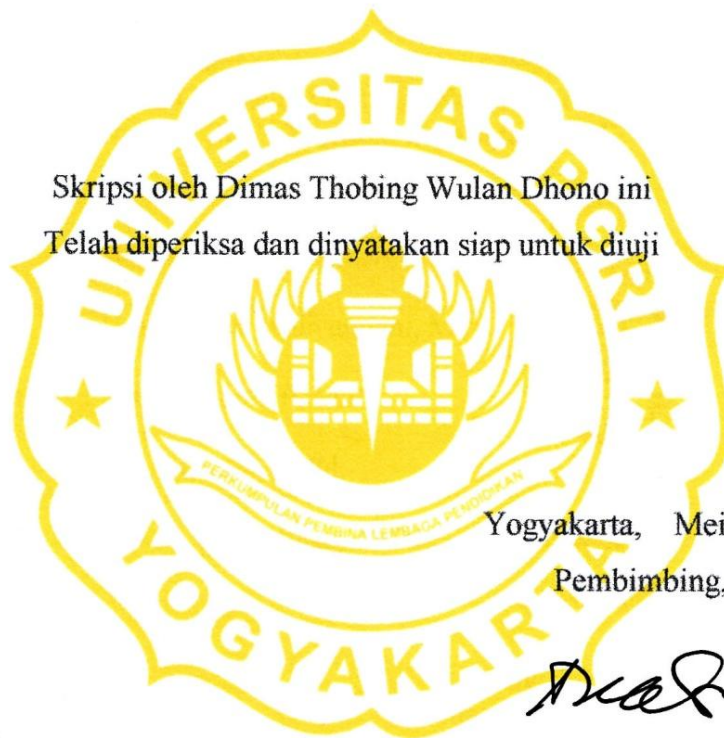 UNIVERSITAS PGRI
Skripsi oleh Dimas Thobing Wulan Dhono ini
Telah diperiksa dan dinyatakan siap untuk diuji
PERKUMPULAN PEMBINA LEMBAGA PENDIDIKAN
Yogyakarta, Mei
Pembimbing,
YOGYAKARTA